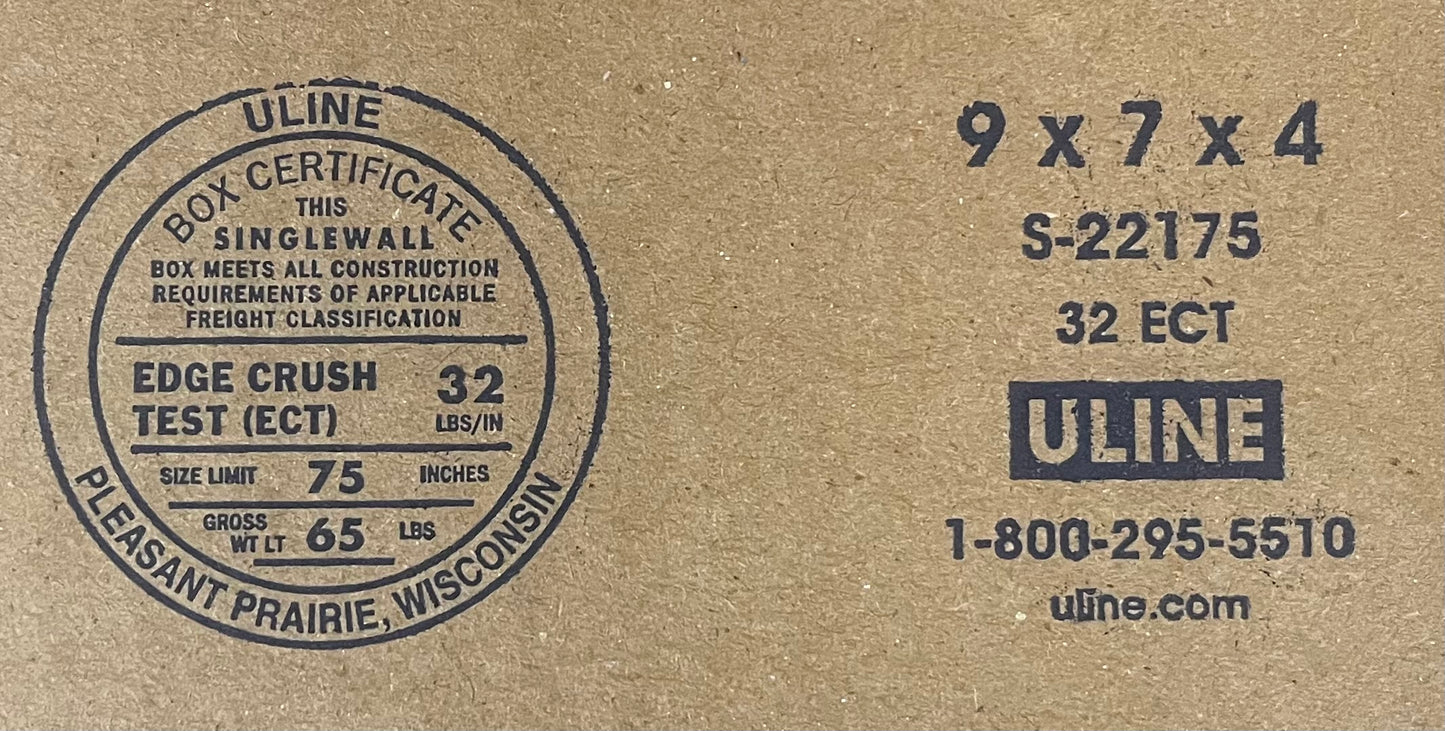 ULINE
BOX CERTIFICATE
THIS
SINGLEWALL
BOX MEETS ALL CONSTRUCTION
REQUIREMENTS OF APPLICABLE
FREIGHT CLASSIFICATION
EDGE CRUSH
TEST (ECT)
32
LBS/IN
SIZE LIMIT 75 INCHES
GROSS
WT LT
65 LBS
PLEASANT PRAIRIE, WISCONSIN
9 x 7 x 4
S-22175
32 ECT
ULINE
1-800-295-5510
uline.com